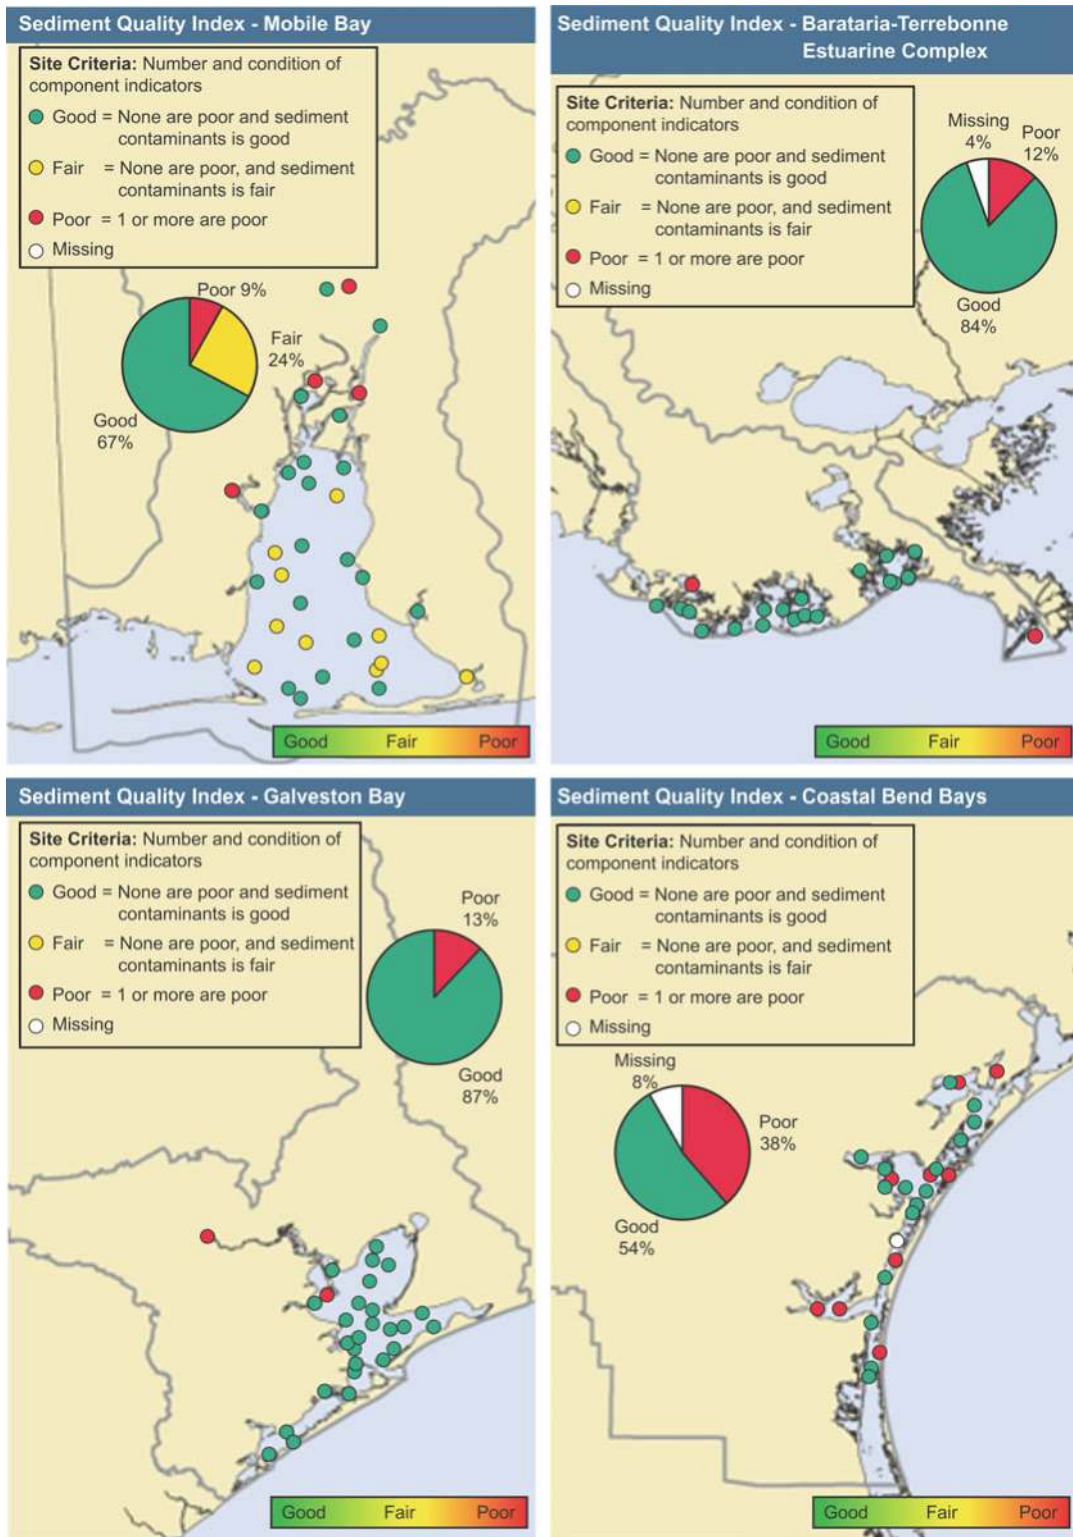 Sediment Quality Index - Mobile Bay
Site Criteria: Number and condition of
component indicators
Good = None are poor and sediment
contaminants is good
Fair = None are poor, and sediment
contaminants is fair
Poor = 1 or more are poor
Missing
Poor 9%
Fair
24%
Good
67%
Good Fair Poor
Sediment Quality Index - Barataria-Terrebonne
Estuarine Complex
Site Criteria: Number and condition of
component indicators
Good = None are poor and sediment
contaminants is good
Fair = None are poor, and sediment
contaminants is fair
Poor = 1 or more are poor
Missing
Missing
4%
Poor
12%
Good
84%
Good Fair Poor
Sediment Quality Index - Galveston Bay
Site Criteria: Number and condition of
component indicators
Good = None are poor and sediment
contaminants is good
Fair = None are poor, and sediment
contaminants is fair
Poor = 1 or more are poor
Missing
Poor
13%
Good
87%
Good Fair Poor
Sediment Quality Index - Coastal Bend Bays
Site Criteria: Number and condition of
component indicators
Good = None are poor and sediment
contaminants is good
Fair = None are poor, and sediment
contaminants is fair
Poor = 1 or more are poor
Missing
Missing
8%
Poor
38%
Good
54%
Good Fair Poor